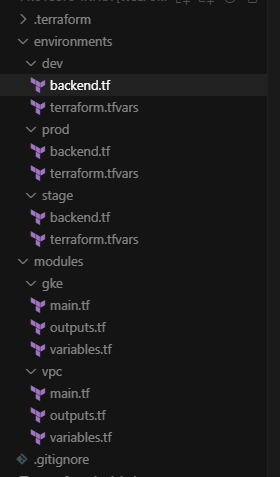 .terraform
environments
dev
backend.tf
terraform.tfvars
prod
backend.tf
terraform.tfvars
stage
backend.tf
terraform.tfvars
modules
gke
main.tf
outputs.tf
variables.tf
vpc
main.tf
outputs.tf
variables.tf
.gitignore